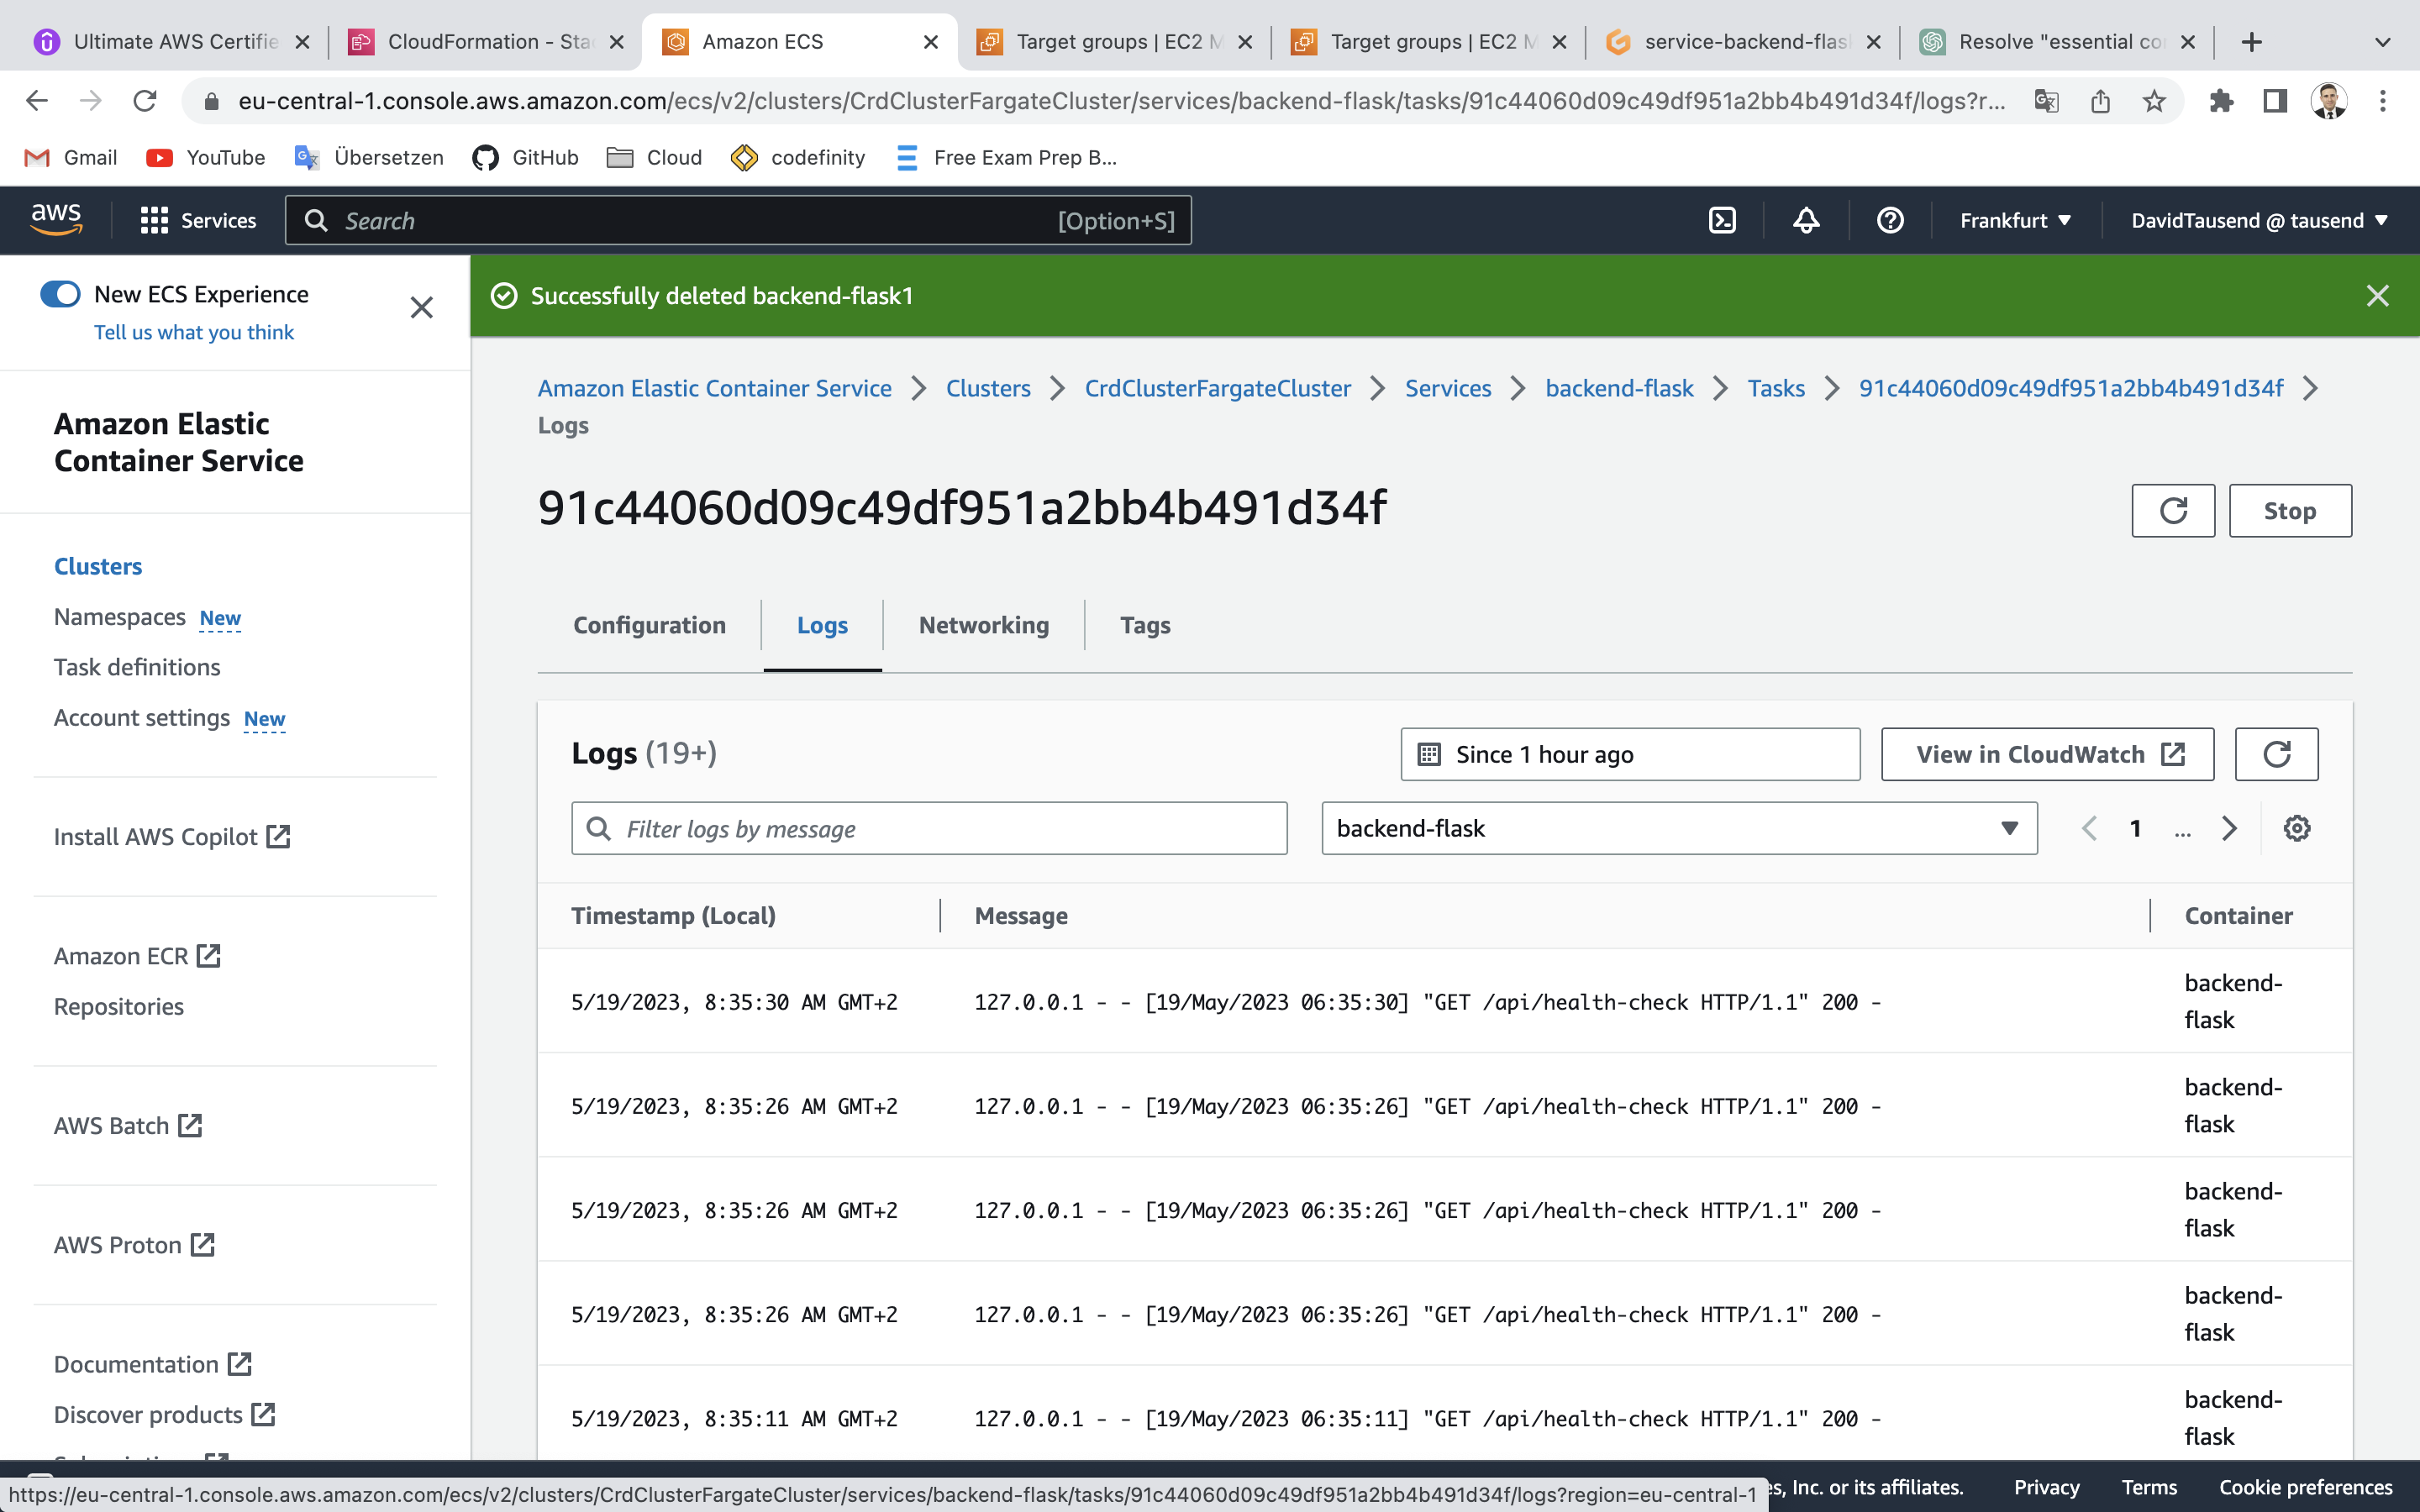 Ultimate AWS Certifie
CloudFormation - Sta
Amazon ECS
Target groups | EC2 M
Target groups | EC2 M
service-backend-flas
Resolve "essential co
eu-central-1.console.aws.amazon.com/ecs/v2/clusters/CrdClusterFargateCluster/services/backend-flask/tasks/91c44060d09c49df951a2bb4b491d34f/logs?r...
Gmail
YouTube
Übersetzen
GitHub
Cloud
codefinity
Free Exam Prep B...
aws
Services
Search
[Option+S]
Frankfurt
DavidTausend @ tausend
New ECS Experience
Tell us what you think
Successfully deleted backend-flask1
Amazon Elastic
Container Service
Clusters
Namespaces New
Task definitions
Account settings New
Install AWS Copilot
Amazon ECR
Repositories
AWS Batch
AWS Proton
Documentation
Discover products
Amazon Elastic Container Service > Clusters > CrdClusterFargateCluster > Services > backend-flask > Tasks > 91c44060d09c49df951a2bb4b491d34f >
Logs
91c44060d09c49df951a2bb4b491d34f
Stop
Configuration
Logs
Networking
Tags
Logs (19+)
Since 1 hour ago
View in CloudWatch
Filter logs by message
backend-flask
1 ...
Timestamp (Local)
Message
Container
5/19/2023, 8:35:30 AM GMT+2
127.0.0.1 - - [19/May/2023 06:35:30] "GET /api/health-check HTTP/1.1" 200 -
backend-
flask
5/19/2023, 8:35:26 AM GMT+2
127.0.0.1 - - [19/May/2023 06:35:26] "GET /api/health-check HTTP/1.1" 200 -
backend-
flask
5/19/2023, 8:35:26 AM GMT+2
127.0.0.1 - - [19/May/2023 06:35:26] "GET /api/health-check HTTP/1.1" 200 -
backend-
flask
5/19/2023, 8:35:26 AM GMT+2
127.0.0.1 - - [19/May/2023 06:35:26] "GET /api/health-check HTTP/1.1" 200 -
backend-
flask
5/19/2023, 8:35:11 AM GMT+2
127.0.0.1 - - [19/May/2023 06:35:11] "GET /api/health-check HTTP/1.1" 200 -
backend-
flask
https://eu-central-1.console.aws.amazon.com/ecs/v2/clusters/CrdClusterFargateCluster/services/backend-flask/tasks/91c44060d09c49df951a2bb4b491d34f/logs?region=eu-central-1
es, Inc. or its affiliates.
Privacy
Terms
Cookie preferences